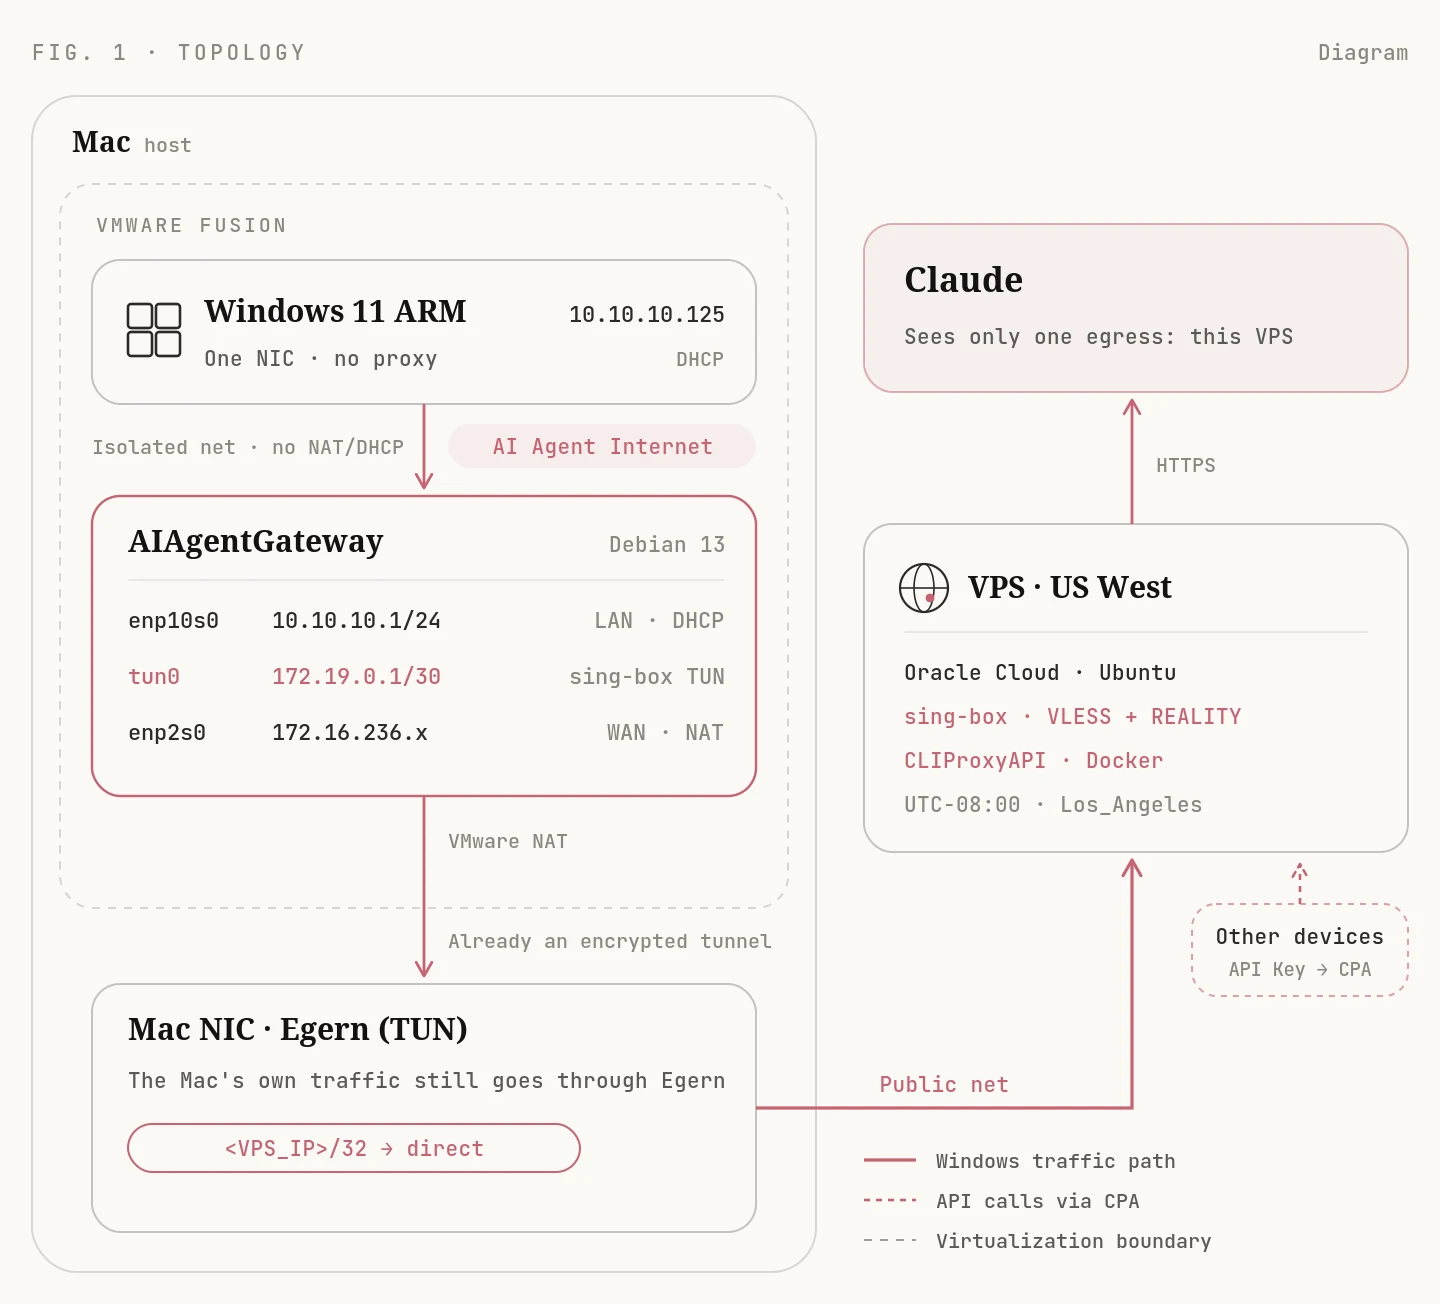 FIG. 1 · TOPOLOGY
Diagram
Mac host
VMWARE FUSION
Windows 11 ARM
10.10.10.125
One NIC · no proxy
DHCP
Isolated net · no NAT/DHCP
AI Agent Internet
AIAgentGateway
Debian 13
enp10s0 10.10.10.1/24 LAN · DHCP
tun0 172.19.0.1/30 sing-box TUN
enp2s0 172.16.236.x WAN · NAT
VMware NAT
Already an encrypted tunnel
Mac NIC · Egern (TUN)
The Mac's own traffic still goes through Egern
<VPS_IP>/32 → direct
Claude
Sees only one egress: this VPS
HTTPS
VPS · US West
Oracle Cloud · Ubuntu
sing-box · VLESS + REALITY
CLIProxyAPI · Docker
UTC-08:00 · Los_Angeles
Other devices
API Key → CPA
Public net
Windows traffic path
API calls via CPA
Virtualization boundary